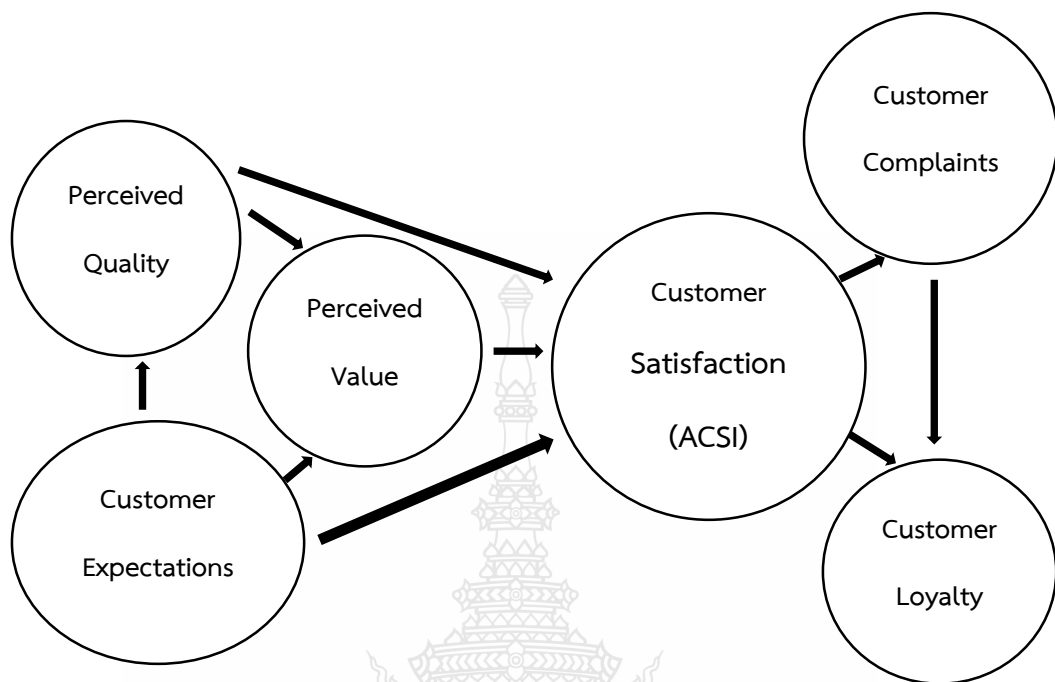 Perceived
Quality
Customer
Expectations
Perceived
Value
Customer
Satisfaction
(ACSI)
Customer
Complaints
Customer
Loyalty